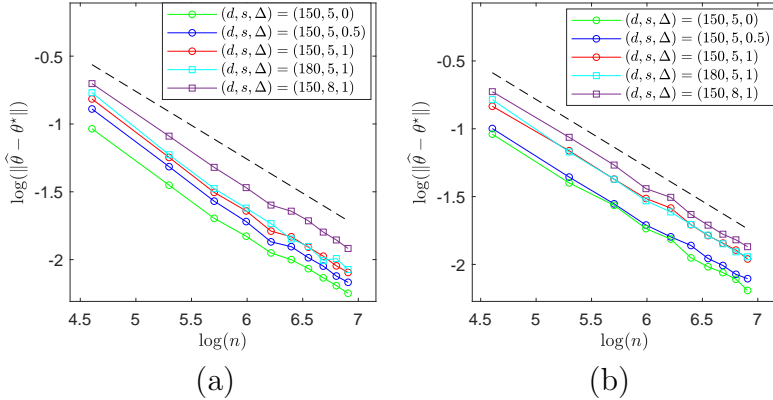 (d, s, Δ) = (150, 5, 0)
(d, s, Δ) = (150, 5, 0.5)
(d, s, Δ) = (150, 5, 1)
(d, s, Δ) = (180, 5, 1)
(d, s, Δ) = (150, 8, 1)
-0.5
-1
-1.5
-2
log(‖θ̂ − θ⋆‖)
4.5 5 5.5 6 6.5 7
log(n)
(a)
(d, s, Δ) = (150, 5, 0)
(d, s, Δ) = (150, 5, 0.5)
(d, s, Δ) = (150, 5, 1)
(d, s, Δ) = (180, 5, 1)
(d, s, Δ) = (150, 8, 1)
-0.5
-1
-1.5
-2
log(‖θ̂ − θ⋆‖)
4.5 5 5.5 6 6.5 7
log(n)
(b)